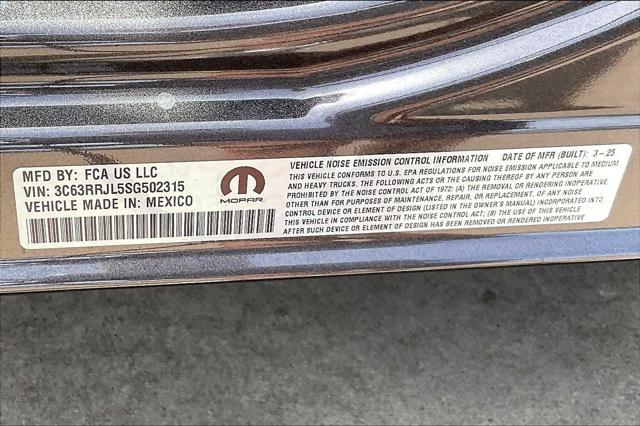 MFD BY: FCA US LLC
VIN: 3C63RRJL5SG502315
VEHICLE MADE IN: MEXICO
MOPAR
VEHICLE NOISE EMISSION CONTROL INFORMATION DATE OF MFR (BUILT): 3-25
THIS VEHICLE CONFORMS TO U.S. EPA REGULATIONS FOR NOISE EMISSION APPLICABLE TO MEDIUM
AND HEAVY TRUCKS. THE FOLLOWING ACTS OR THE CAUSING THEREOF BY ANY PERSON
ARE PROHIBITED BY THE NOISE CONTROL ACT OF 1972: (A) THE REMOVAL OR RENDERING INOPERATIVE
OTHER THAN FOR PURPOSES OF MAINTENANCE, REPAIR, OR REPLACEMENT, OF ANY NOISE
CONTROL DEVICE OR ELEMENT OF DESIGN (LISTED IN THE OWNER'S MANUAL) INCORPORATED INTO
THIS VEHICLE IN COMPLIANCE WITH THE NOISE CONTROL ACT; (B) THE USE OF THIS VEHICLE
AFTER SUCH DEVICE OR ELEMENT OF DESIGN HAS BEEN REMOVED OR RENDERED INOPERATIVE